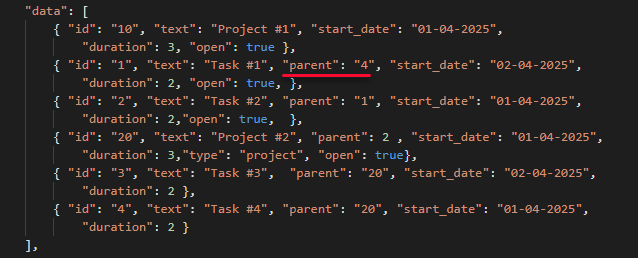 "data": [
{ "id": "10", "text": "Project #1", "start_date": "01-04-2025",
"duration": 3, "open": true },
{ "id": "1", "text": "Task #1", "parent": "4", "start_date": "02-04-2025",
"duration": 2, "open": true, },
{ "id": "2", "text": "Task #2", "parent": "1", "start_date": "01-04-2025",
"duration": 2,"open": true,  },
{ "id": "20", "text": "Project #2", "parent": 2 , "start_date": "01-04-2025",
"duration": 3,"type": "project", "open": true},
{ "id": "3", "text": "Task #3",  "parent": "20", "start_date": "02-04-2025",
"duration": 2 },
{ "id": "4", "text": "Task #4", "parent": "20", "start_date": "01-04-2025",
"duration": 2 }
],